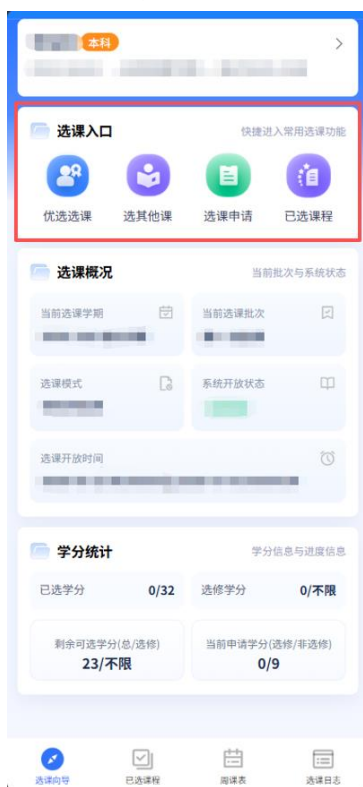 本科
选课入口 快捷进入常用选课功能
优选选课 选其他课 选课申请 已选课程
选课概况 当前批次与系统状态
当前选课学期 当前选课批次
选课模式 系统开放状态
选课开放时间
学分统计 学分信息与进度信息
已选学分 0/32 选修学分 0/不限
剩余可选学分(总/选修) 当前申请学分(选修/非选修)
23/不限 0/9
选课向导 已选课程 周课表 选课日志